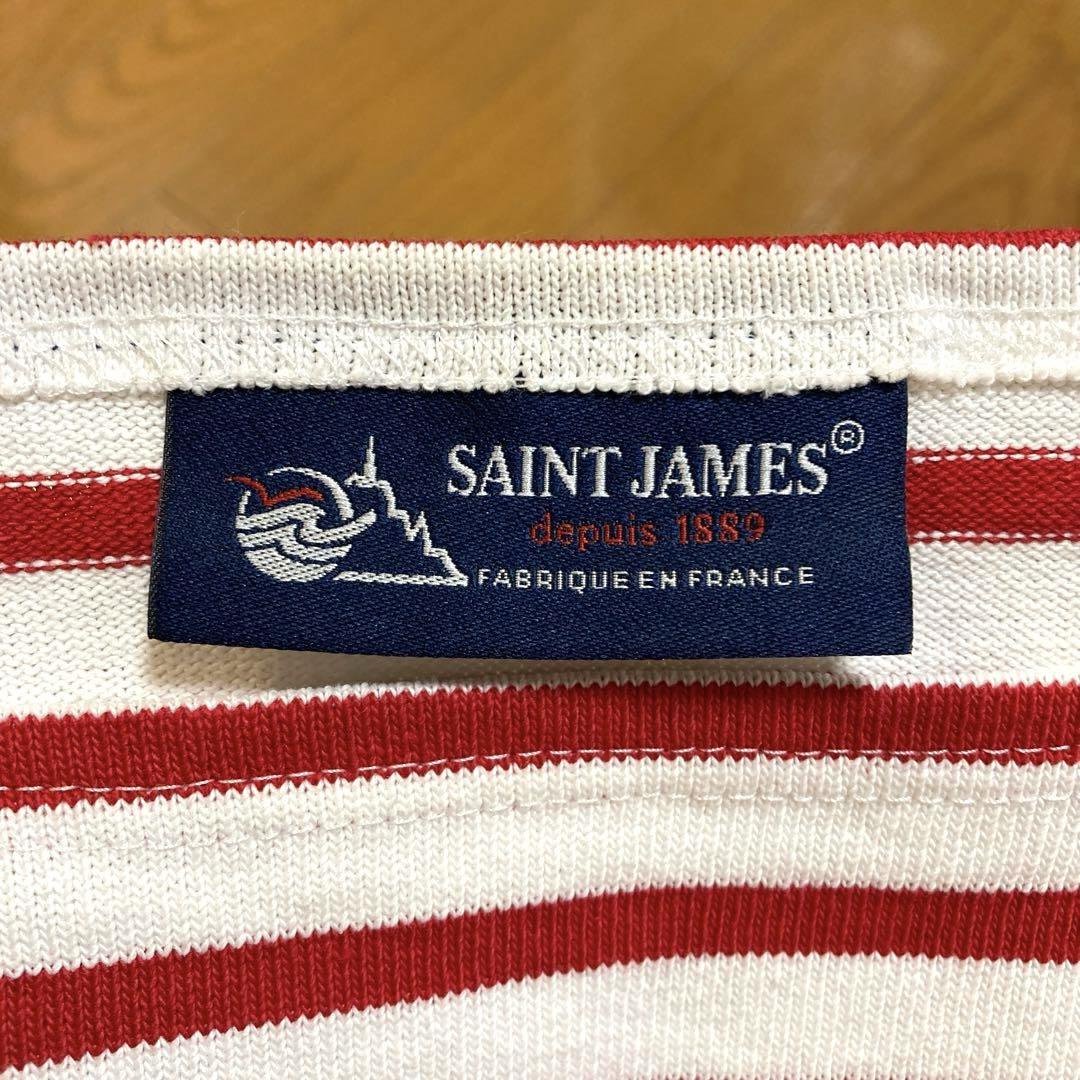 SAINT JAMES®
depuis 1889
FABRIQUE EN FRANCE